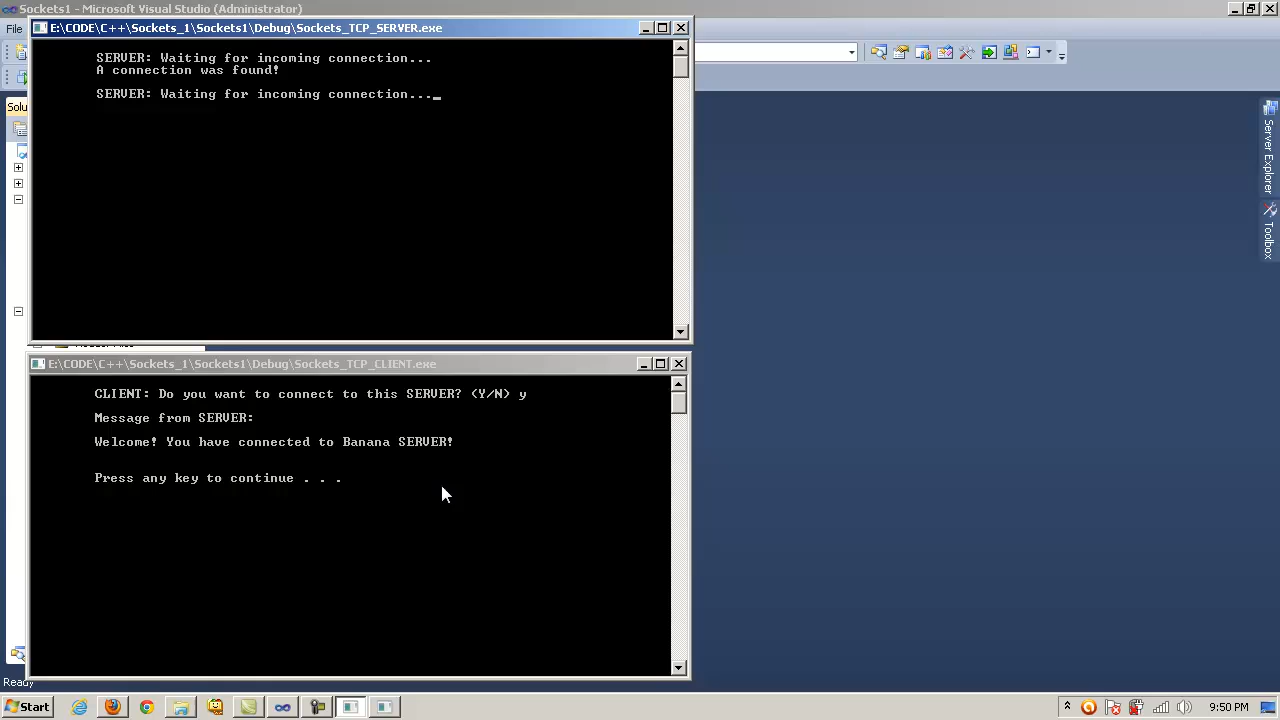 Sockets1 - Microsoft Visual Studio (Administrator)
File
E:\CODE\C++\Sockets_1\Sockets1\Debug\Sockets_TCP_SERVER.exe
SERVER: Waiting for incoming connection...
A connection was found!
SERVER: Waiting for incoming connection..._
Solu
Server Explorer
Toolbox
E:\CODE\C++\Sockets_1\Sockets1\Debug\Sockets_TCP_CLIENT.exe
CLIENT: Do you want to connect to this SERVER? (Y/N) y
Message from SERVER:
Welcome! You have connected to Banana SERVER!
Press any key to continue . . .
Ready
Start
9:50 PM